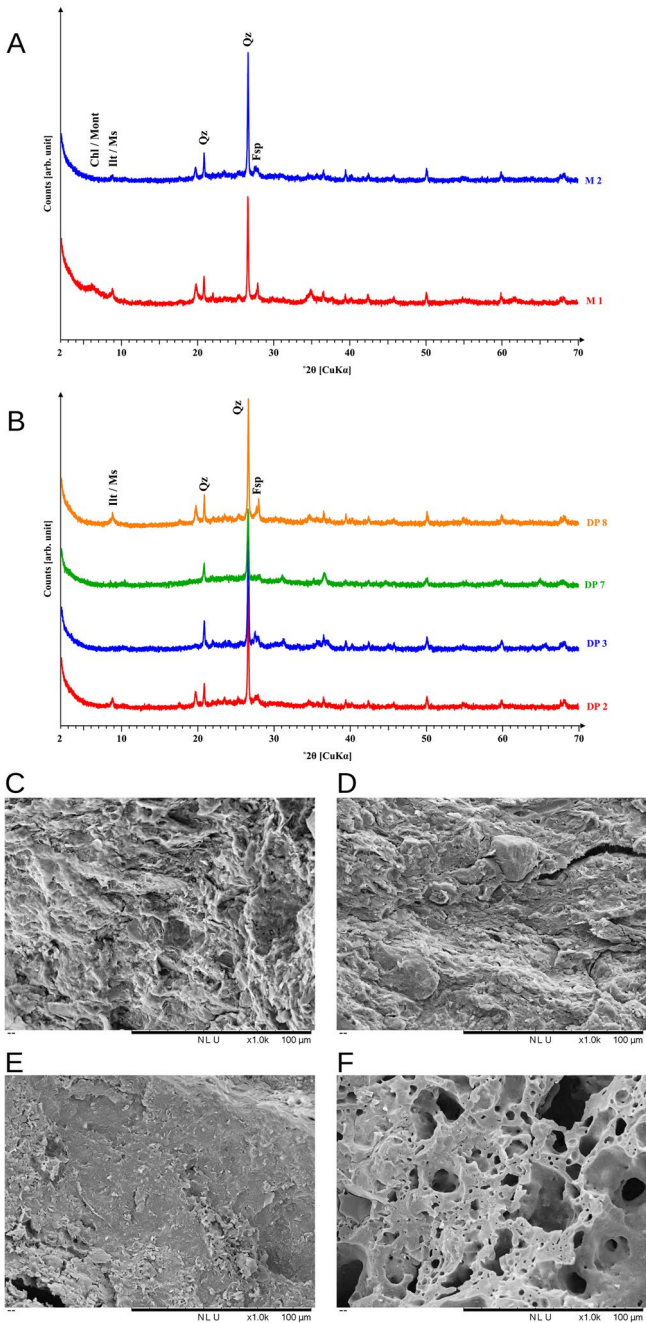 A
Counts [arb. unit]
Chl / Mont
Ilt / Ms
Qz
Qz
Fsp
M 2
M 1
2 10 20 30 40 50 60 70
°2θ [CuKα]
B
Counts [arb. unit]
Ilt / Ms
Qz
Qz
Fsp
DP 8
DP 7
DP 3
DP 2
2 10 20 30 40 50 60 70
°2θ [CuKα]
C
D
NL U x1.0k 100 µm
NL U x1.0k 100 µm
E
F
NL U x1.0k 100 µm
NL U x1.0k 100 µm